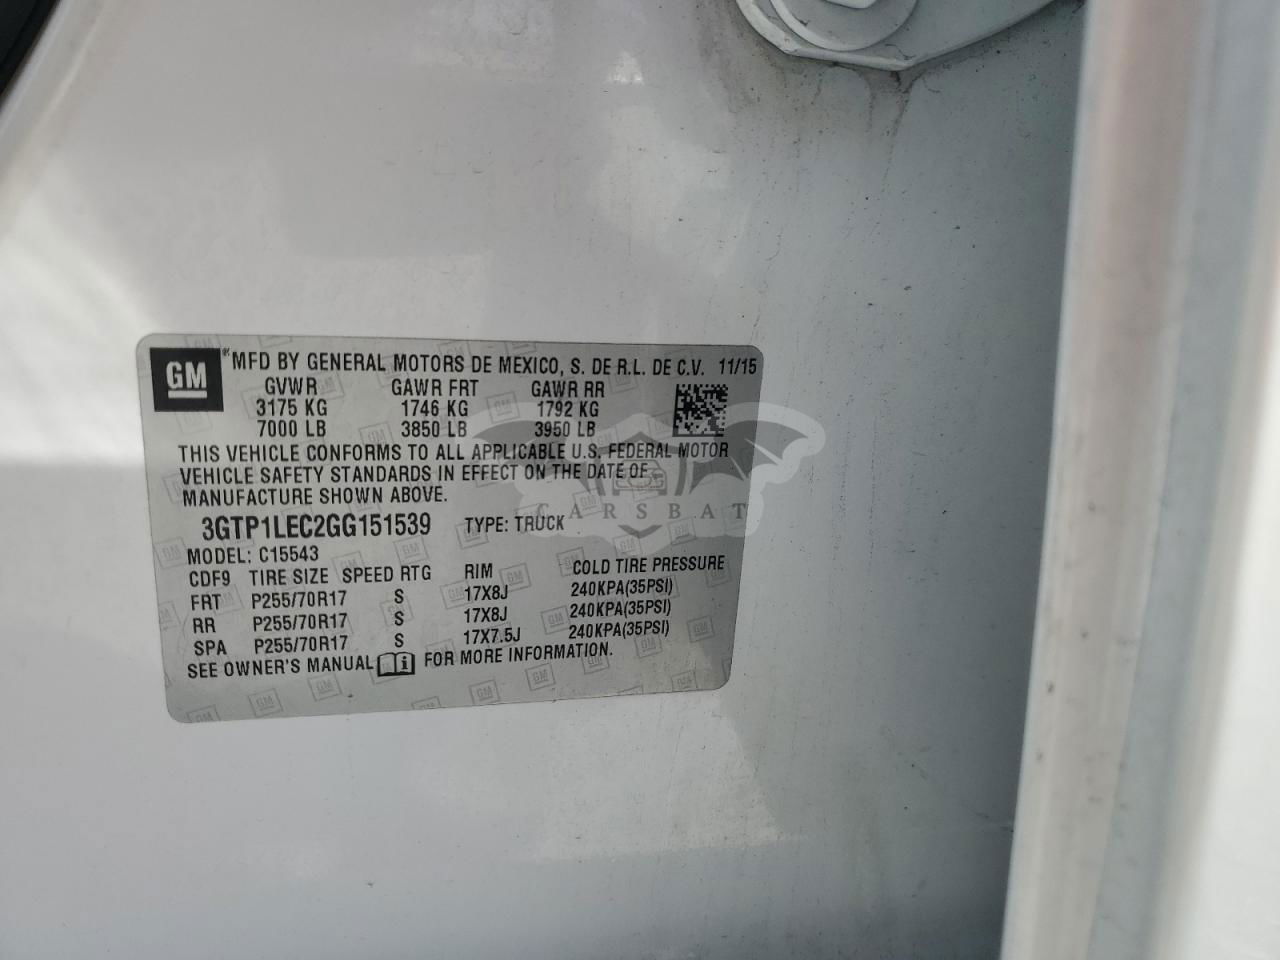 GM
MFD BY GENERAL MOTORS DE MEXICO, S. DE R.L. DE C.V. 11/15
GVWR GAWR FRT GAWR RR
3175 KG 1746 KG 1792 KG
7000 LB 3850 LB 3950 LB
THIS VEHICLE CONFORMS TO ALL APPLICABLE U.S. FEDERAL MOTOR
VEHICLE SAFETY STANDARDS IN EFFECT ON THE DATE OF
MANUFACTURE SHOWN ABOVE.
CARSBAT
3GTP1LEC2GG151539 TYPE: TRUCK
MODEL: C15543
CDF9 TIRE SIZE SPEED RTG RIM COLD TIRE PRESSURE
FRT P255/70R17 S 17X8J 240KPA(35PSI)
RR P255/70R17 S 17X8J 240KPA(35PSI)
SPA P255/70R17 S 17X7.5J 240KPA(35PSI)
SEE OWNER'S MANUAL FOR MORE INFORMATION.